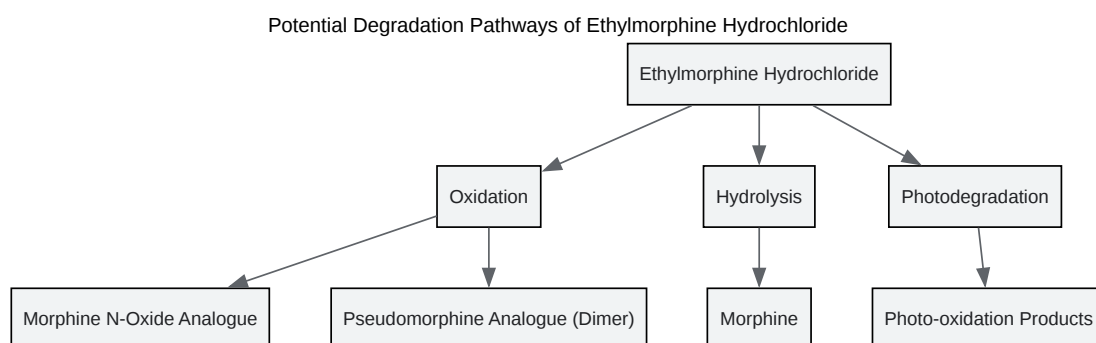 Potential Degradation Pathways of Ethylmorphine Hydrochloride
Ethylmorphine Hydrochloride
Oxidation
Hydrolysis
Photodegradation
Morphine N-Oxide Analogue
Pseudomorphine Analogue (Dimer)
Morphine
Photo-oxidation Products